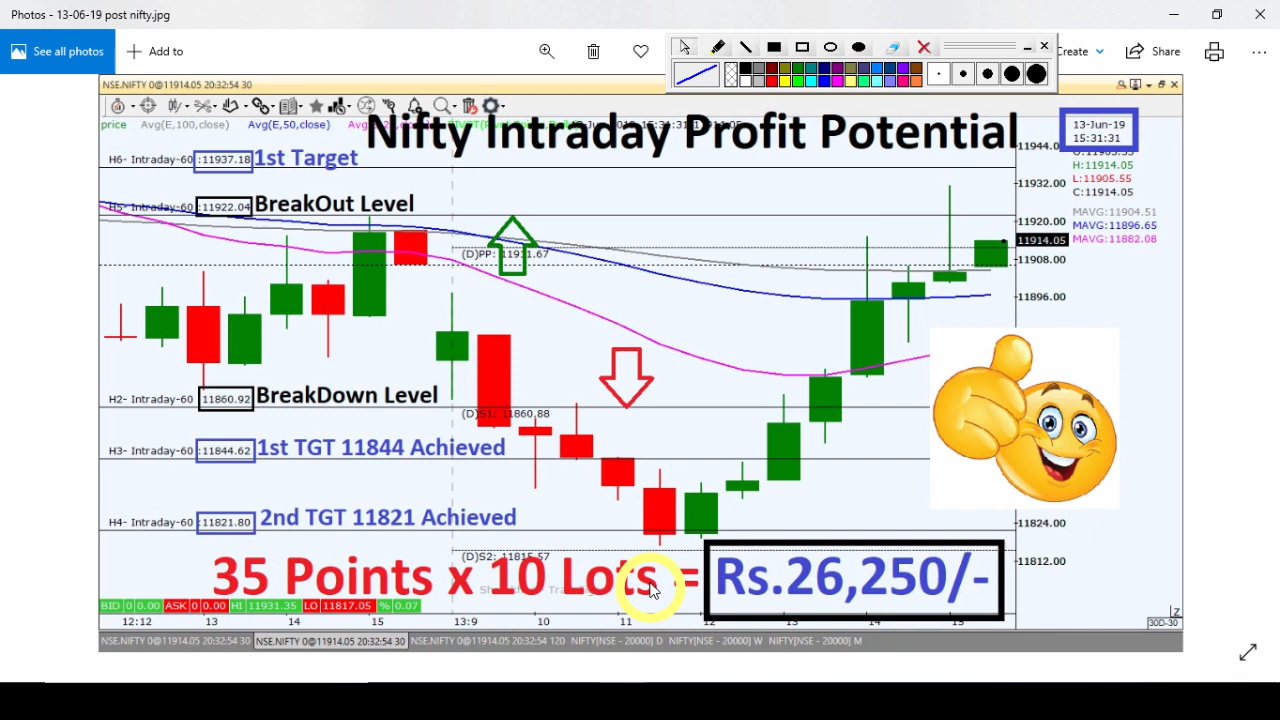 Photos - 13-06-19 post nifty.jpg
See all photos
Add to
Create
Share
NSE.NIFTY 0@11914.05 20:32:54 30
price Avg(E,100,close) Avg(E,50,close)
Nifty Intraday Profit Potential
13-Jun-19
15:31:31
H:11914.05
L:11905.55
C:11914.05
MAVG:11904.51
MAVG:11896.65
MAVG:11882.08
H6- Intraday-60 :11937.18 1st Target
H5- Intraday-60 :11922.04 BreakOut Level
(D)PP: 11911.67
H2- Intraday-60 :11860.92 BreakDown Level
(D)S1: 11860.88
H3- Intraday-60 :11844.62 1st TGT 11844 Achieved
H4- Intraday-60 :11821.80 2nd TGT 11821 Achieved
(D)S2: 11815.57
35 Points x 10 Lots = Rs.26,250/-
11944.00
11932.00
11920.00
11914.05
11908.00
11896.00
11824.00
11812.00
BID 0 0.00 ASK 0 0.00 HI 11931.35 LO 11817.05 % 0.07
12:12 13 14 15 13:9 10 11 12 13 14 15
Z
30D-30
NSE.NIFTY 0@11914.05 20:32:54 30 NSE.NIFTY 0@11914.05 20:32:54 30 NSE.NIFTY 0@11914.05 20:32:54 120 NIFTY[NSE - 20000] D NIFTY[NSE - 20000] W NIFTY[NSE - 20000] M